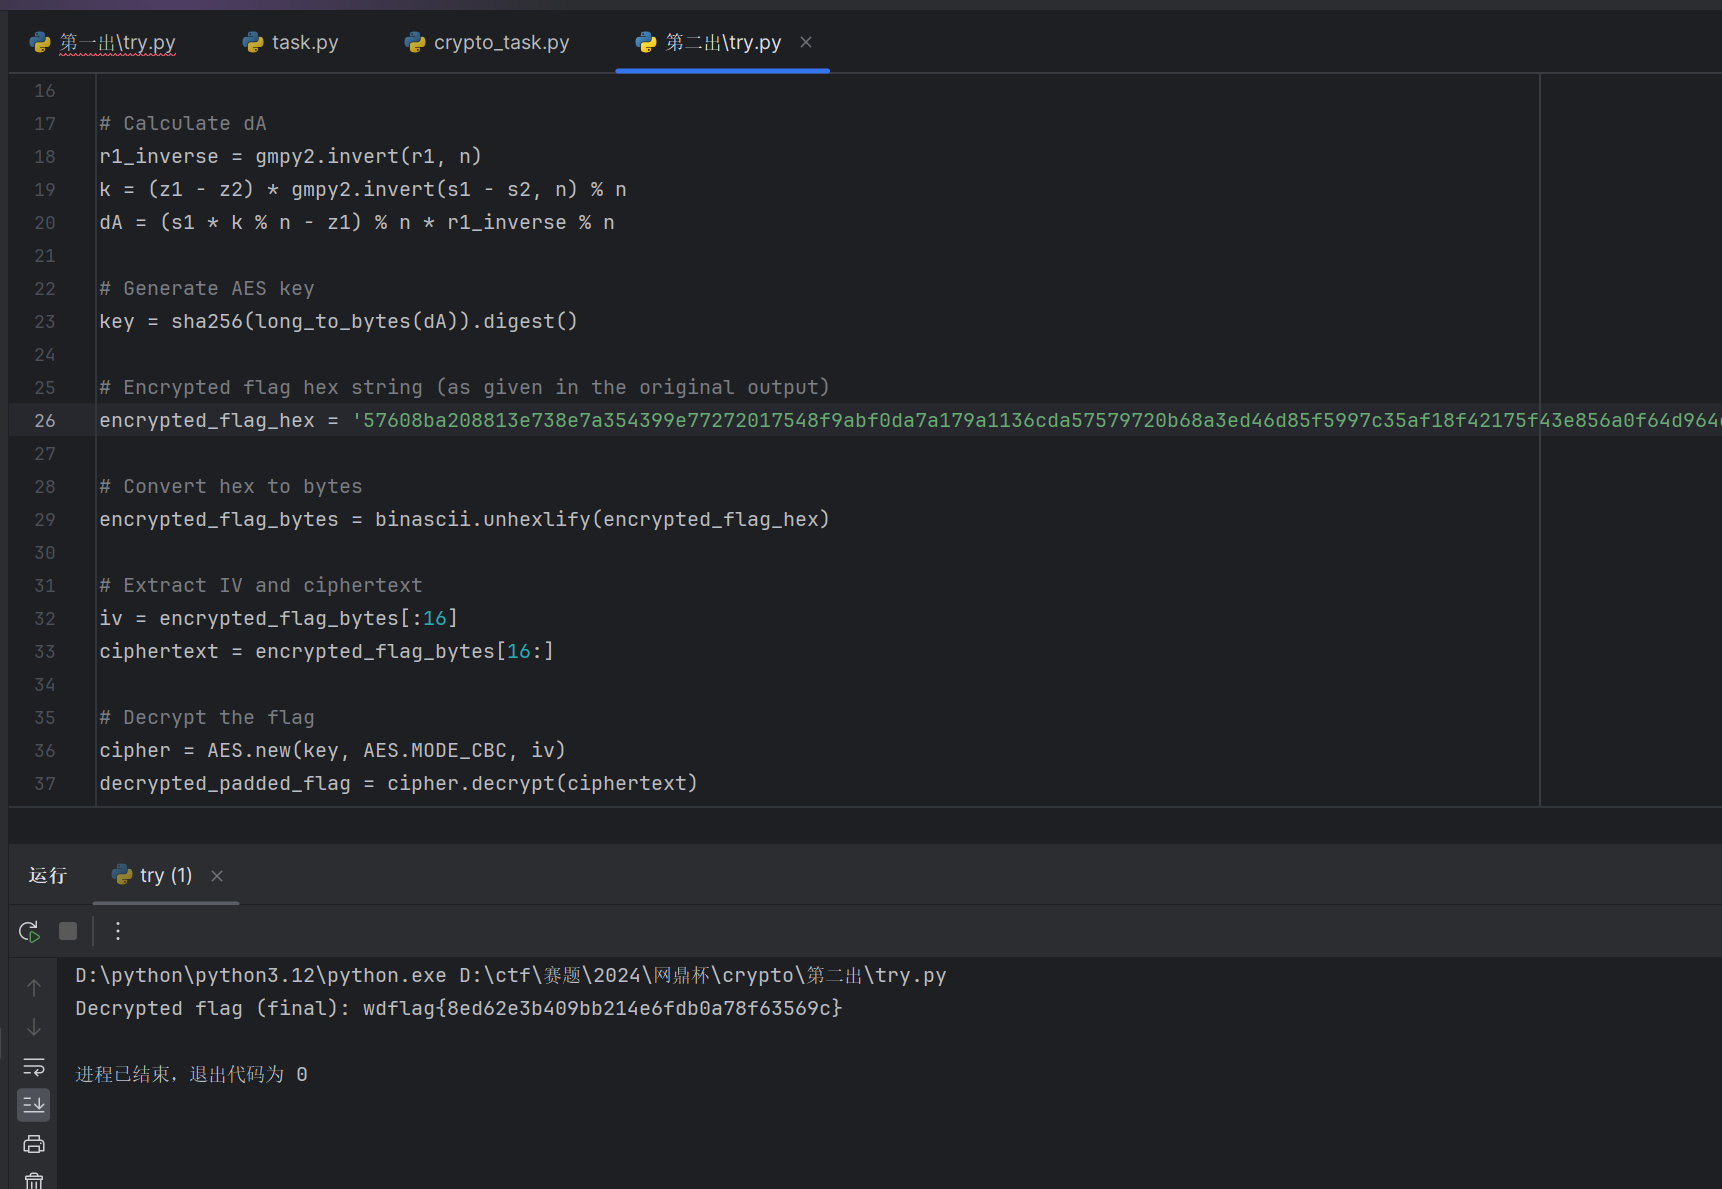 第一出\try.py task.py crypto_task.py 第二出\try.py
16
17 # Calculate dA
18 r1_inverse = gmpy2.invert(r1, n)
19 k = (z1 - z2) * gmpy2.invert(s1 - s2, n) % n
20 dA = (s1 * k % n - z1) % n * r1_inverse % n
21
22 # Generate AES key
23 key = sha256(long_to_bytes(dA)).digest()
24
25 # Encrypted flag hex string (as given in the original output)
26 encrypted_flag_hex = '57608ba208813e738e7a354399e77272017548f9abf0da7a179a1136cda57579720b68a3ed46d85f5997c35af18f42175f43e856a0f64d964
27
28 # Convert hex to bytes
29 encrypted_flag_bytes = binascii.unhexlify(encrypted_flag_hex)
30
31 # Extract IV and ciphertext
32 iv = encrypted_flag_bytes[:16]
33 ciphertext = encrypted_flag_bytes[16:]
34
35 # Decrypt the flag
36 cipher = AES.new(key, AES.MODE_CBC, iv)
37 decrypted_padded_flag = cipher.decrypt(ciphertext)
运行 try (1)
D:\python\python3.12\python.exe D:\ctf\赛题\2024\网鼎杯\crypto\第二出\try.py
Decrypted flag (final): wdflag{8ed62e3b409bb214e6fdb0a78f63569c}
进程已结束，退出代码为 0